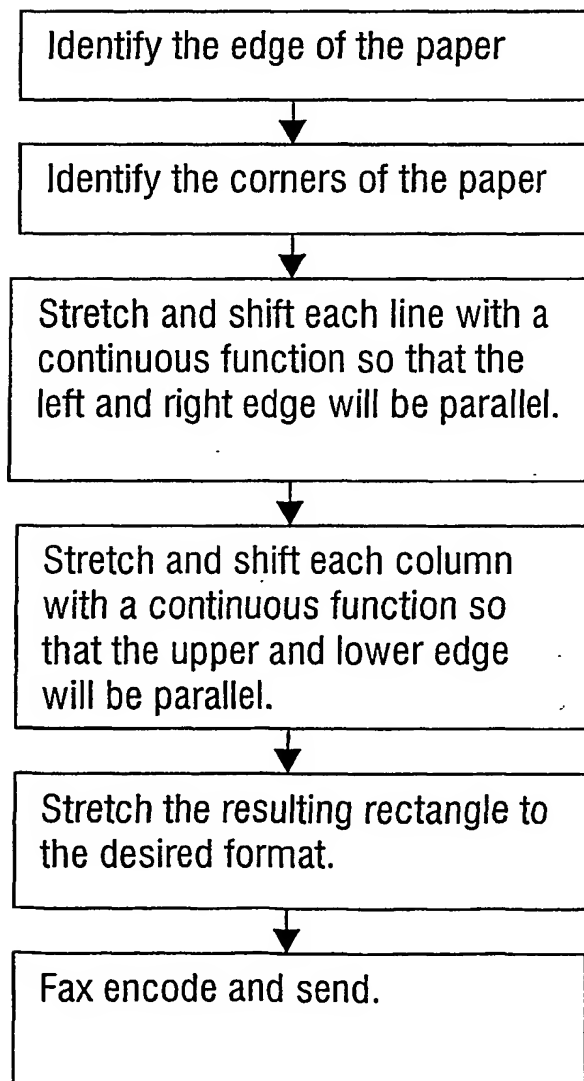 Identify the edge of the paper
Identify the corners of the paper
Stretch and shift each line with a
continuous function so that the
left and right edge will be parallel.
Stretch and shift each column
with a continuous function so
that the upper and lower edge
will be parallel.
Stretch the resulting rectangle to
the desired format.
Fax encode and send.